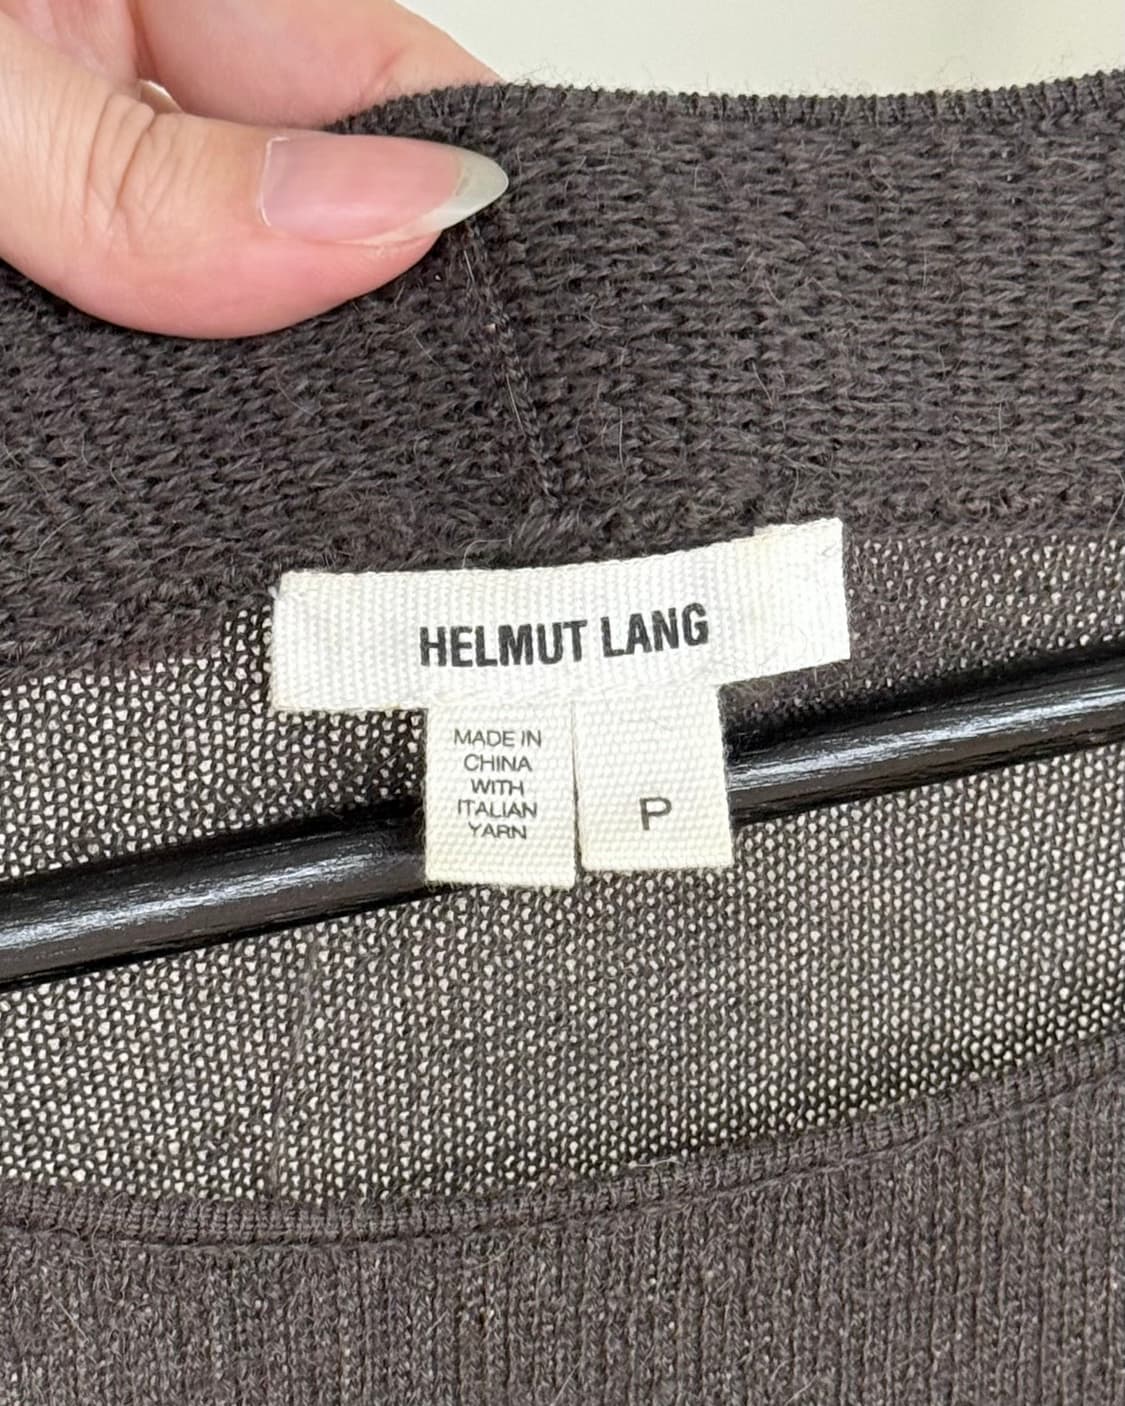 HELMUT LANG
MADE IN
CHINA
WITH
ITALIAN
YARN
P